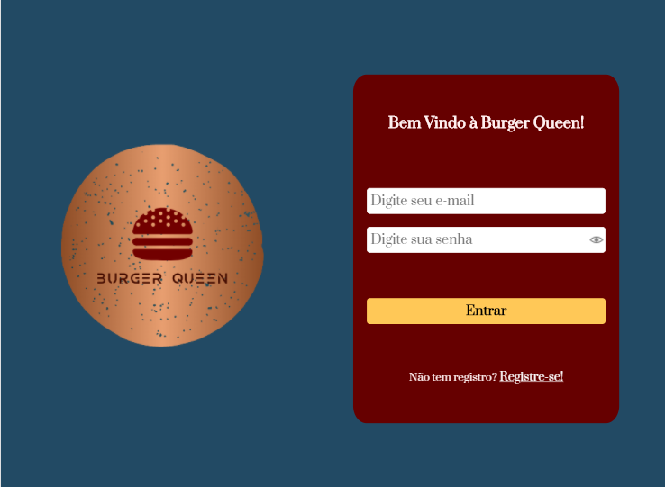 Bem Vindo à Burger Queen!
Digite seu e-mail
Digite sua senha
BURGER QUEEN
Entrar
Não tem registro? Registre-se!